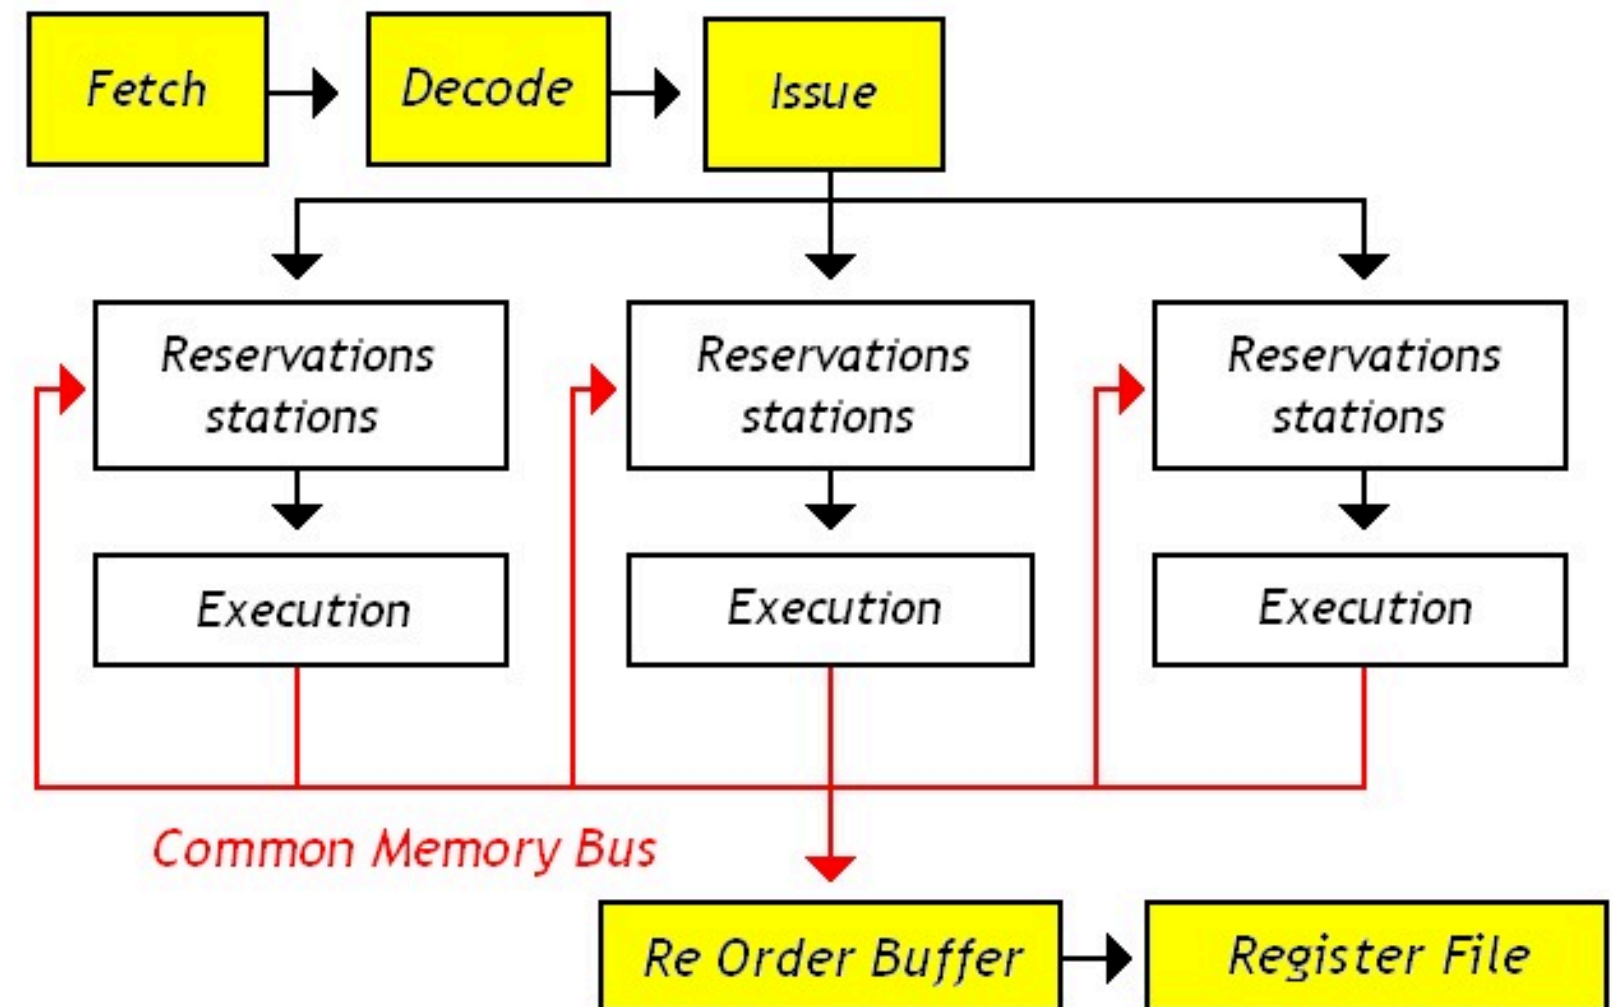 Fetch
Decode
Issue
Reservations
stations
Reservations
stations
Reservations
stations
Execution
Execution
Execution
Common Memory Bus
Re Order Buffer
Register File